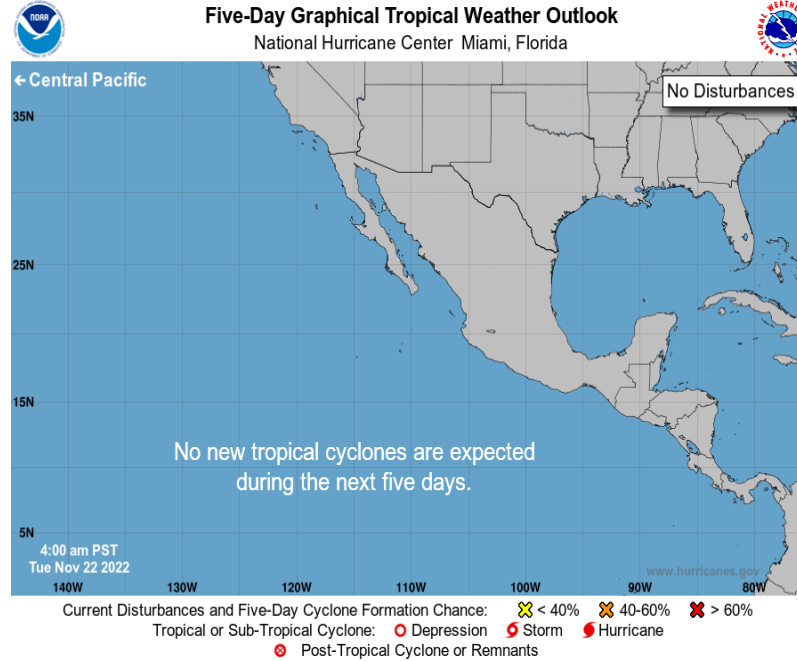 Five-Day Graphical Tropical Weather Outlook
National Hurricane Center Miami, Florida
NOAA
← Central Pacific
No Disturbances
35N
25N
15N
5N
No new tropical cyclones are expected
during the next five days.
4:00 am PST
Tue Nov 22 2022
www.hurricanes.gov
140W 130W 120W 110W 100W 90W 80W
Current Disturbances and Five-Day Cyclone Formation Chance: < 40% 40-60% > 60%
Tropical or Sub-Tropical Cyclone: Depression Storm Hurricane
Post-Tropical Cyclone or Remnants